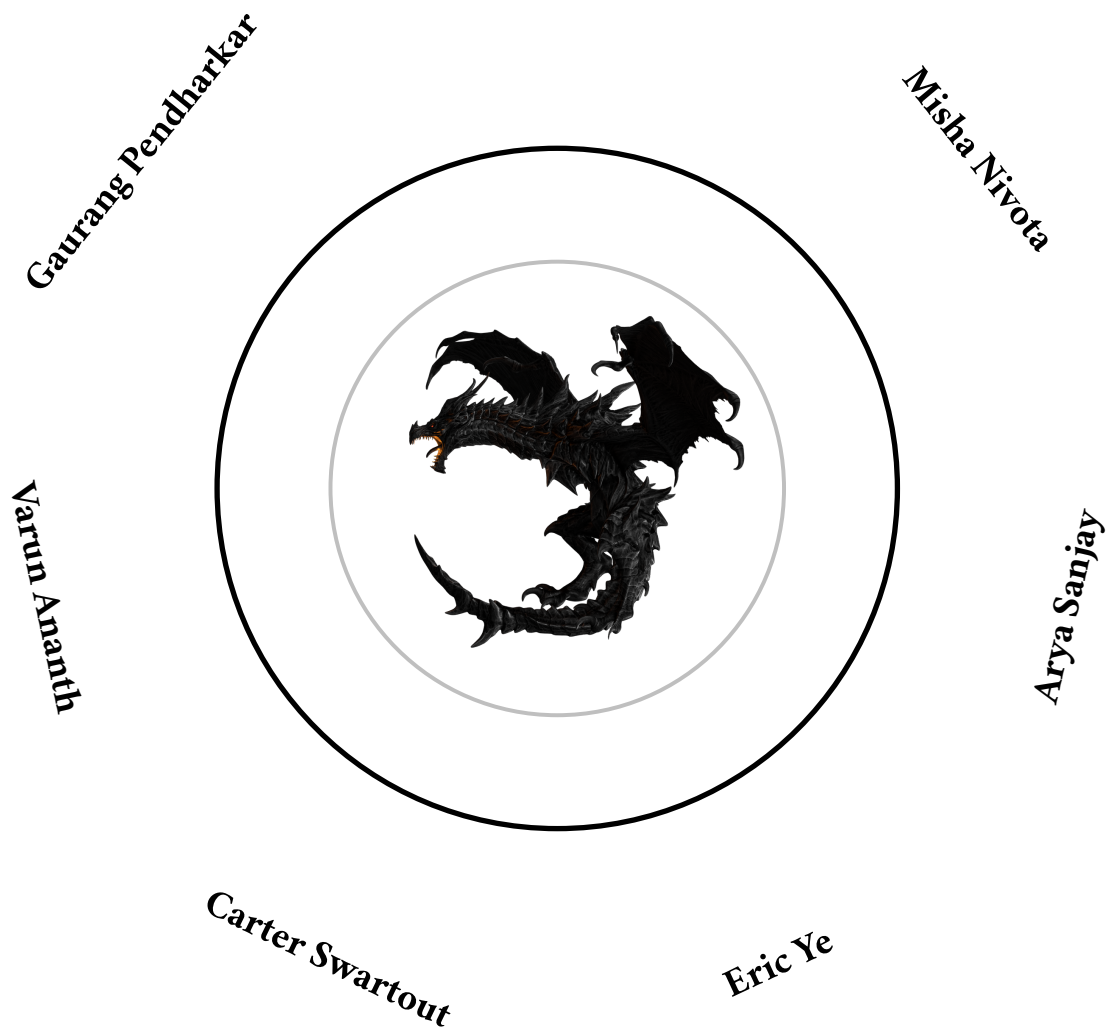 Gaurang Pendharkar
Misha Nivota
Varun Ananth
Arya Sanjay
Carter Swartout
Eric Ye